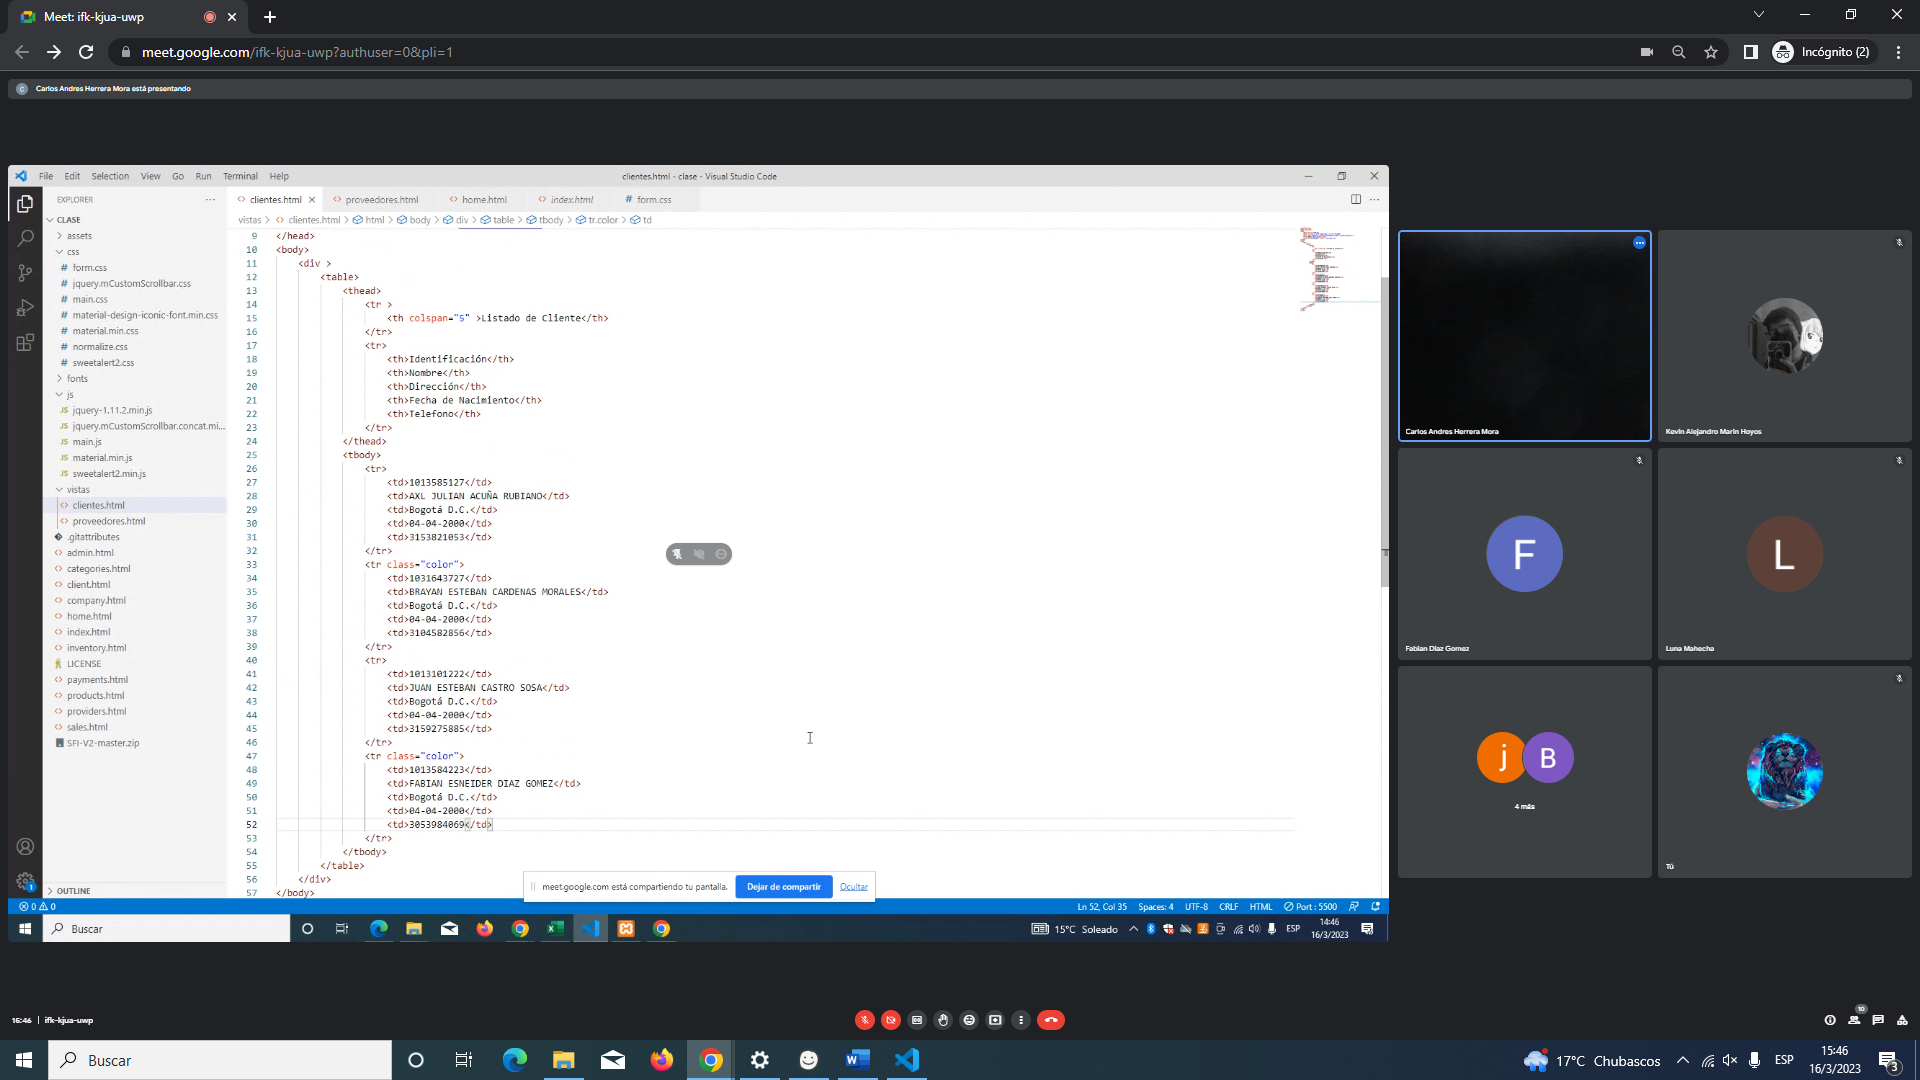 Meet: ifk-kjua-uwp
meet.google.com/ifk-kjua-uwp?authuser=0&pli=1
Incógnito (2)
C
Carlos Andres Herrera Mora está presentando
File Edit Selection View Go Run Terminal Help
clientes.html - clase - Visual Studio Code
EXPLORER
clientes.html proveedores.html home.html index.html form.css
vistas > clientes.html > html > body > div > table > tbody > tr.color > td
CLASE
assets
css
form.css
jquery.mCustomScrollbar.css
main.css
material-design-iconic-font.min.css
material.min.css
normalize.css
sweetalert2.css
fonts
js
jquery-1.11.2.min.js
jquery.mCustomScrollbar.concat.mi...
main.js
material.min.js
sweetalert2.min.js
vistas
clientes.html
proveedores.html
.gitattributes
admin.html
categories.html
client.html
company.html
home.html
index.html
inventory.html
LICENSE
payments.html
products.html
providers.html
sales.html
SFI-V2-master.zip
OUTLINE
9 </head>
10 <body>
11 <div >
12 <table>
13 <thead>
14 <tr >
15 <th colspan="5" >Listado de Cliente</th>
16 </tr>
17 <tr>
18 <th>Identificación</th>
19 <th>Nombre</th>
20 <th>Dirección</th>
21 <th>Fecha de Nacimiento</th>
22 <th>Telefono</th>
23 </tr>
24 </thead>
25 <tbody>
26 <tr>
27 <td>1013585127</td>
28 <td>AXL JULIAN ACUÑA RUBIANO</td>
29 <td>Bogotá D.C.</td>
30 <td>04-04-2000</td>
31 <td>3153821053</td>
32 </tr>
33 <tr class="color">
34 <td>1031643727</td>
35 <td>BRAYAN ESTEBAN CARDENAS MORALES</td>
36 <td>Bogotá D.C.</td>
37 <td>04-04-2000</td>
38 <td>3104582856</td>
39 </tr>
40 <tr>
41 <td>1013101222</td>
42 <td>JUAN ESTEBAN CASTRO SOSA</td>
43 <td>Bogotá D.C.</td>
44 <td>04-04-2000</td>
45 <td>3159275885</td>
46 </tr>
47 <tr class="color">
48 <td>1013584223</td>
49 <td>FABIAN ESNEIDER DIAZ GOMEZ</td>
50 <td>Bogotá D.C.</td>
51 <td>04-04-2000</td>
52 <td>3053984069</td>
53 </tr>
54 </tbody>
55 </table>
56 </div>
57 </body>
meet.google.com está compartiendo tu pantalla. Dejar de compartir Ocultar
0 0
Ln 52, Col 35 Spaces: 4 UTF-8 CRLF HTML Port : 5500
Buscar
15°C Soleado
ESP
14:46
16/3/2023
Carlos Andres Herrera Mora
Kevin Alejandro Marin Hoyos
F
Fabian Diaz Gomez
L
Luna Mahecha
j B
4 más
Tú
15:46 | ifk-kjua-uwp
10
Buscar
17°C Chubascos
ESP
15:46
16/3/2023
3